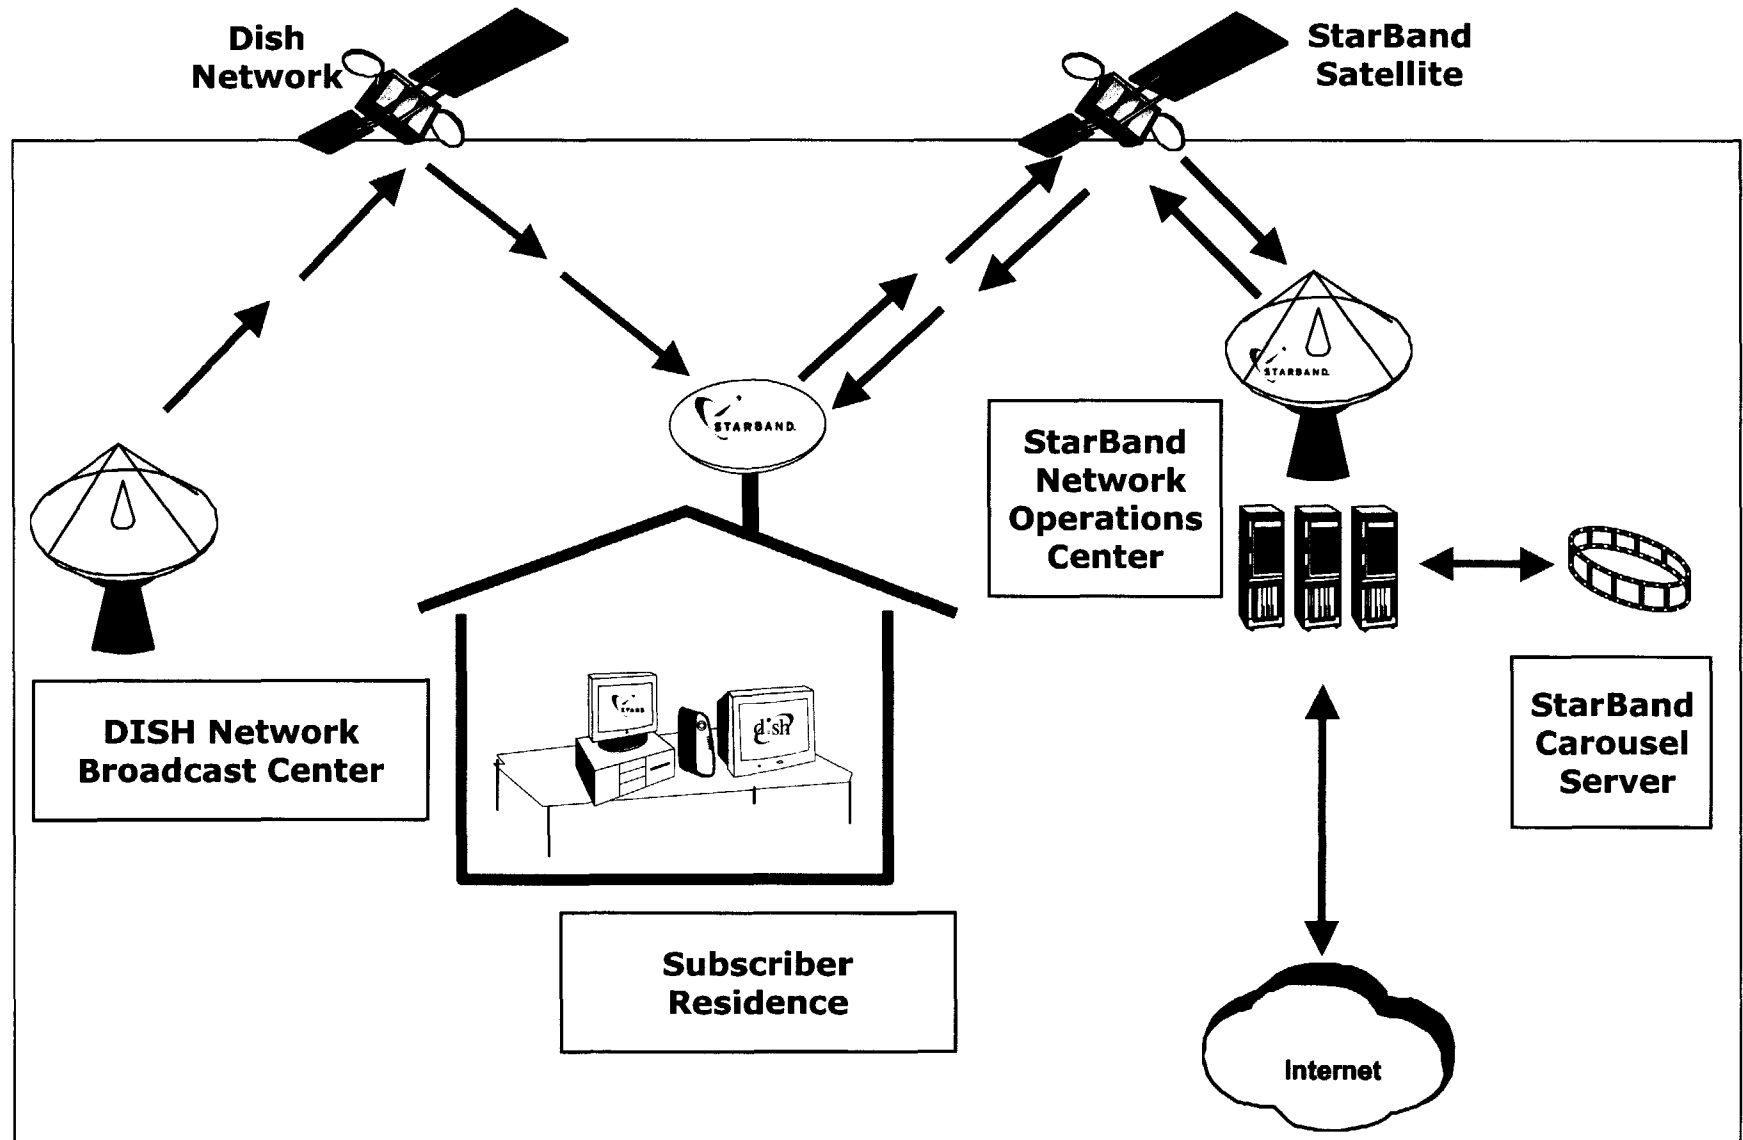 Dish
Network
StarBand
Satellite
STARBAND.
STARBAND.
StarBand
Network
Operations
Center
DISH Network
Broadcast Center
dish
StarBand
Carousel
Server
Subscriber
Residence
Internet